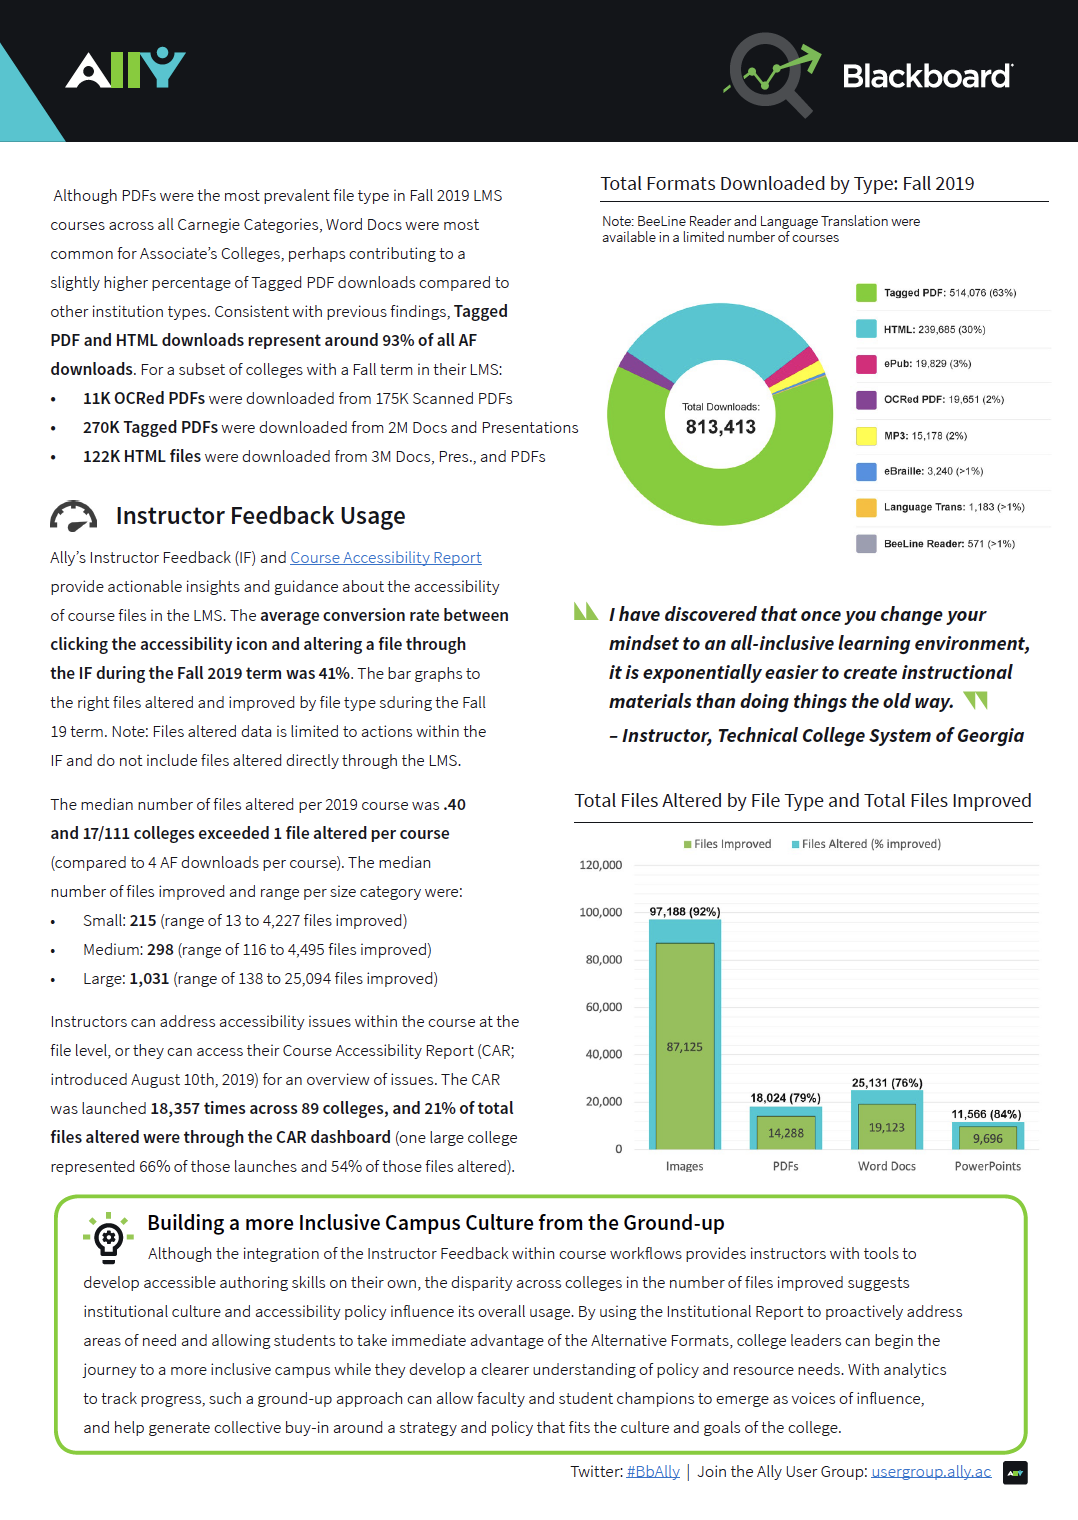 Ally
Blackboard
Although PDFs were the most prevalent file type in Fall 2019 LMS
courses across all Carnegie Categories, Word Docs were most
common for Associate's Colleges, perhaps contributing to a
slightly higher percentage of Tagged PDF downloads compared to
other institution types. Consistent with previous findings, Tagged
PDF and HTML downloads represent around 93% of all AF
downloads. For a subset of colleges with a Fall term in their LMS:
• 11K OCRed PDFs were downloaded from 175K Scanned PDFs
• 270K Tagged PDFs were downloaded from 2M Docs and Presentations
• 122K HTML files were downloaded from 3M Docs, Pres., and PDFs
Instructor Feedback Usage
Ally's Instructor Feedback (IF) and Course Accessibility Report
provide actionable insights and guidance about the accessibility
of course files in the LMS. The average conversion rate between
clicking the accessibility icon and altering a file through
the IF during the Fall 2019 term was 41%. The bar graphs to
the right files altered and improved by file type sduring the Fall
19 term. Note: Files altered data is limited to actions within the
IF and do not include files altered directly through the LMS.
The median number of files altered per 2019 course was .40
and 17/111 colleges exceeded 1 file altered per course
(compared to 4 AF downloads per course). The median
number of files improved and range per size category were:
• Small: 215 (range of 13 to 4,227 files improved)
• Medium: 298 (range of 116 to 4,495 files improved)
• Large: 1,031 (range of 138 to 25,094 files improved)
Instructors can address accessibility issues within the course at the
file level, or they can access their Course Accessibility Report (CAR;
introduced August 10th, 2019) for an overview of issues. The CAR
was launched 18,357 times across 89 colleges, and 21% of total
files altered were through the CAR dashboard (one large college
represented 66% of those launches and 54% of those files altered).
Total Formats Downloaded by Type: Fall 2019
Note: BeeLine Reader and Language Translation were
available in a limited number of courses
Total Downloads:
813,413
Tagged PDF: 514,076 (63%)
HTML: 239,685 (30%)
ePub: 19,829 (3%)
OCRed PDF: 19,651 (2%)
MP3: 15,178 (2%)
eBraille: 3,240 (>1%)
Language Trans: 1,183 (>1%)
BeeLine Reader: 571 (>1%)
I have discovered that once you change your
mindset to an all-inclusive learning environment,
it is exponentially easier to create instructional
materials than doing things the old way.
– Instructor, Technical College System of Georgia
Total Files Altered by File Type and Total Files Improved
Files Improved Files Altered (% improved)
120,000
100,000
80,000
60,000
40,000
20,000
0
97,188 (92%)
87,125
18,024 (79%)
14,288
25,131 (76%)
19,123
11,566 (84%)
9,696
Images PDFs Word Docs PowerPoints
Building a more Inclusive Campus Culture from the Ground-up
Although the integration of the Instructor Feedback within course workflows provides instructors with tools to
develop accessible authoring skills on their own, the disparity across colleges in the number of files improved suggests
institutional culture and accessibility policy influence its overall usage. By using the Institutional Report to proactively address
areas of need and allowing students to take immediate advantage of the Alternative Formats, college leaders can begin the
journey to a more inclusive campus while they develop a clearer understanding of policy and resource needs. With analytics
to track progress, such a ground-up approach can allow faculty and student champions to emerge as voices of influence,
and help generate collective buy-in around a strategy and policy that fits the culture and goals of the college.
Twitter: #BbAlly | Join the Ally User Group: usergroup.ally.ac
Ally